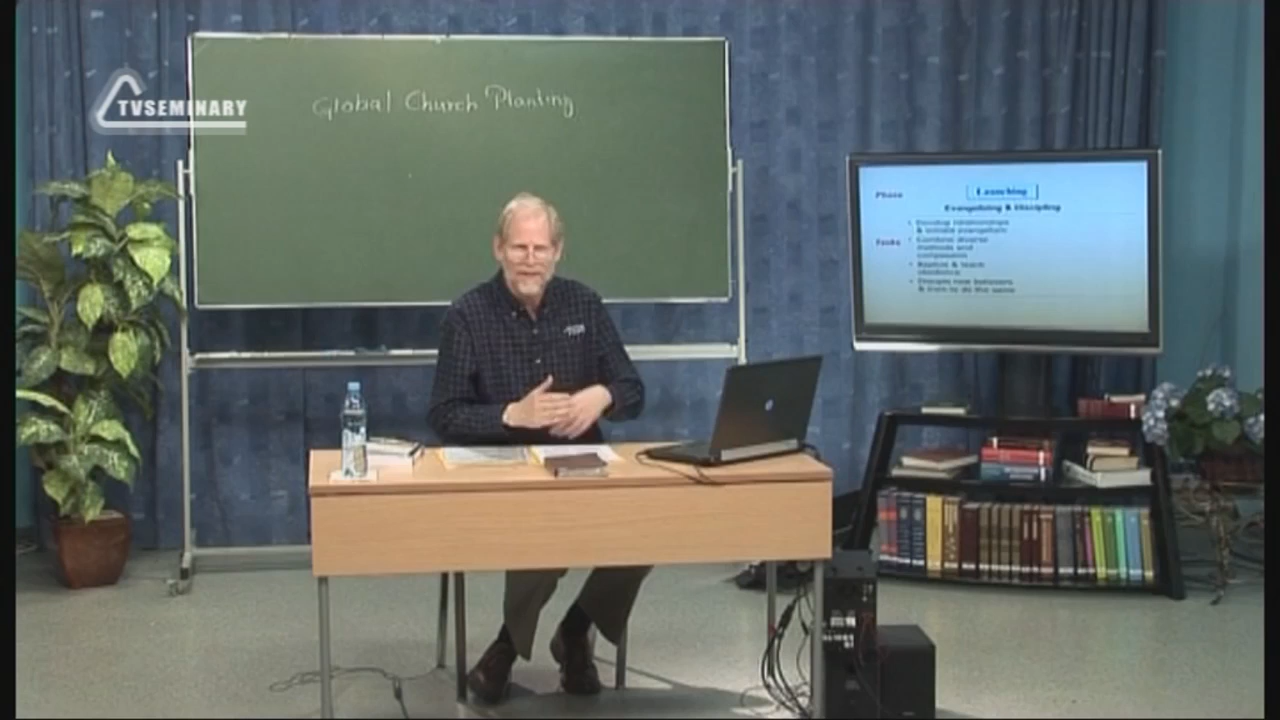 TVSEMINARY
Global Church Planting
Phase
Launching
Evangelizing & Discipling
• Develop relationships
& initiate evangelism
Tasks
• Combine diverse
methods and
• Baptize & teach
obedience
• Disciple new believers
& train to do the same